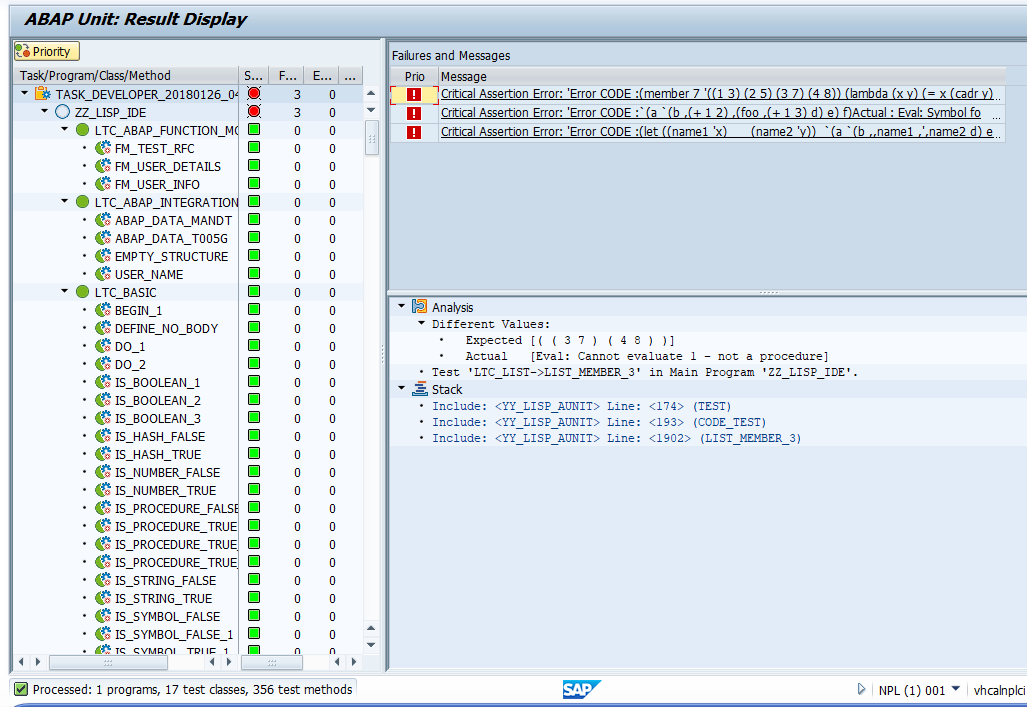 ABAP Unit: Result Display
Priority
Task/Program/Class/Method S... F... E... ...
TASK_DEVELOPER_20180126_04 3 0
ZZ_LISP_IDE 3 0
LTC_ABAP_FUNCTION_MO 0 0
FM_TEST_RFC 0 0
FM_USER_DETAILS 0 0
FM_USER_INFO 0 0
LTC_ABAP_INTEGRATION 0 0
ABAP_DATA_MANDT 0 0
ABAP_DATA_T005G 0 0
EMPTY_STRUCTURE 0 0
USER_NAME 0 0
LTC_BASIC 0 0
BEGIN_1 0 0
DEFINE_NO_BODY 0 0
DO_1 0 0
DO_2 0 0
IS_BOOLEAN_1 0 0
IS_BOOLEAN_2 0 0
IS_BOOLEAN_3 0 0
IS_HASH_FALSE 0 0
IS_HASH_TRUE 0 0
IS_NUMBER_FALSE 0 0
IS_NUMBER_TRUE 0 0
IS_PROCEDURE_FALSE 0 0
IS_PROCEDURE_TRUE 0 0
IS_PROCEDURE_TRUE_ 0 0
IS_PROCEDURE_TRUE_ 0 0
IS_STRING_FALSE 0 0
IS_STRING_TRUE 0 0
IS_SYMBOL_FALSE 0 0
IS_SYMBOL_FALSE_1 0 0
IS_SYMBOL_TRUE_1 0 0
Failures and Messages
Prio Message
Critical Assertion Error: 'Error CODE :(member 7 '((1 3) (2 5) (3 7) (4 8)) (lambda (x y) (= x (cadr y)...
Critical Assertion Error: 'Error CODE :`(a `(b ,(+ 1 2) ,(foo ,(+ 1 3) d) e) f)Actual : Eval: Symbol fo ...
Critical Assertion Error: 'Error CODE :(let ((name1 'x) (name2 'y)) `(a `(b ,,name1 ,',name2 d) e...
Analysis
Different Values:
Expected [( ( 3 7 ) ( 4 8 ) )]
Actual [Eval: Cannot evaluate 1 - not a procedure]
Test 'LTC_LIST->LIST_MEMBER_3' in Main Program 'ZZ_LISP_IDE'.
Stack
Include: <YY_LISP_AUNIT> Line: <174> (TEST)
Include: <YY_LISP_AUNIT> Line: <193> (CODE_TEST)
Include: <YY_LISP_AUNIT> Line: <1902> (LIST_MEMBER_3)
Processed: 1 programs, 17 test classes, 356 test methods
SAP
NPL (1) 001
vhcalnplci